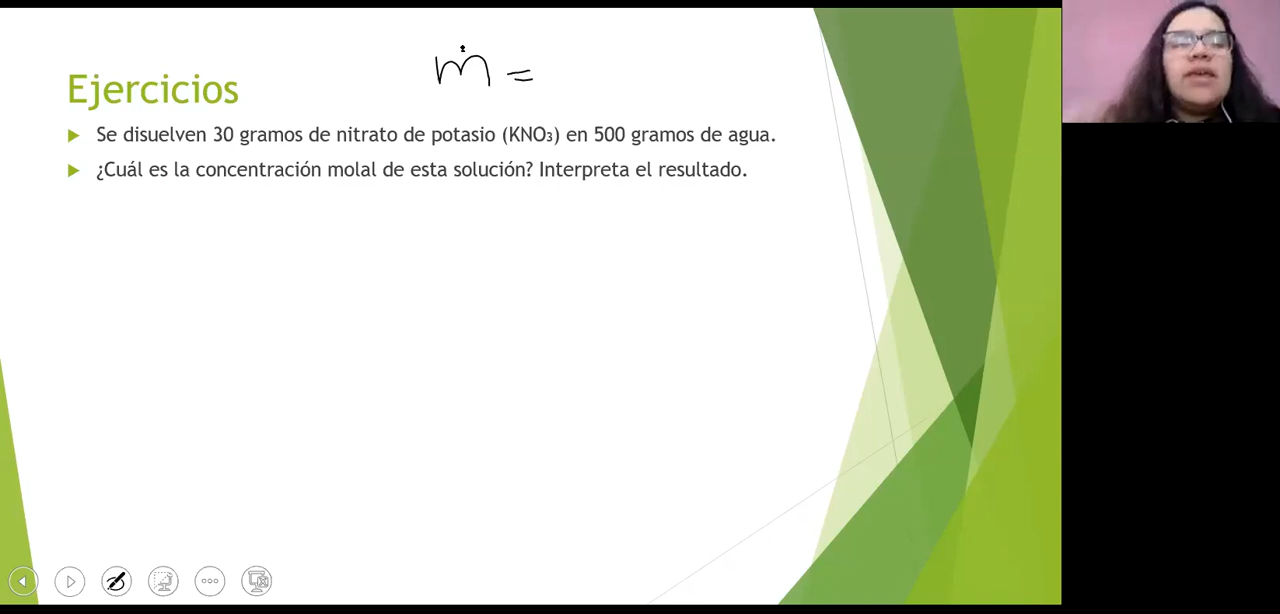 m =
Ejercicios
Se disuelven 30 gramos de nitrato de potasio (KNO₃) en 500 gramos de agua.
¿Cuál es la concentración molal de esta solución? Interpreta el resultado.